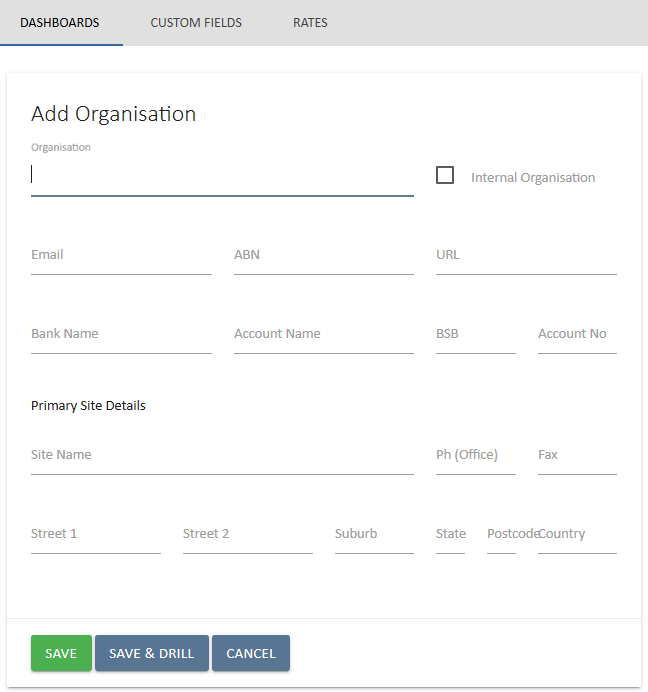 DASHBOARDS CUSTOM FIELDS RATES
Add Organisation
Organisation
Internal Organisation
Email ABN URL
Bank Name Account Name BSB Account No
Primary Site Details
Site Name Ph (Office) Fax
Street 1 Street 2 Suburb State Postcode Country
SAVE SAVE & DRILL CANCEL